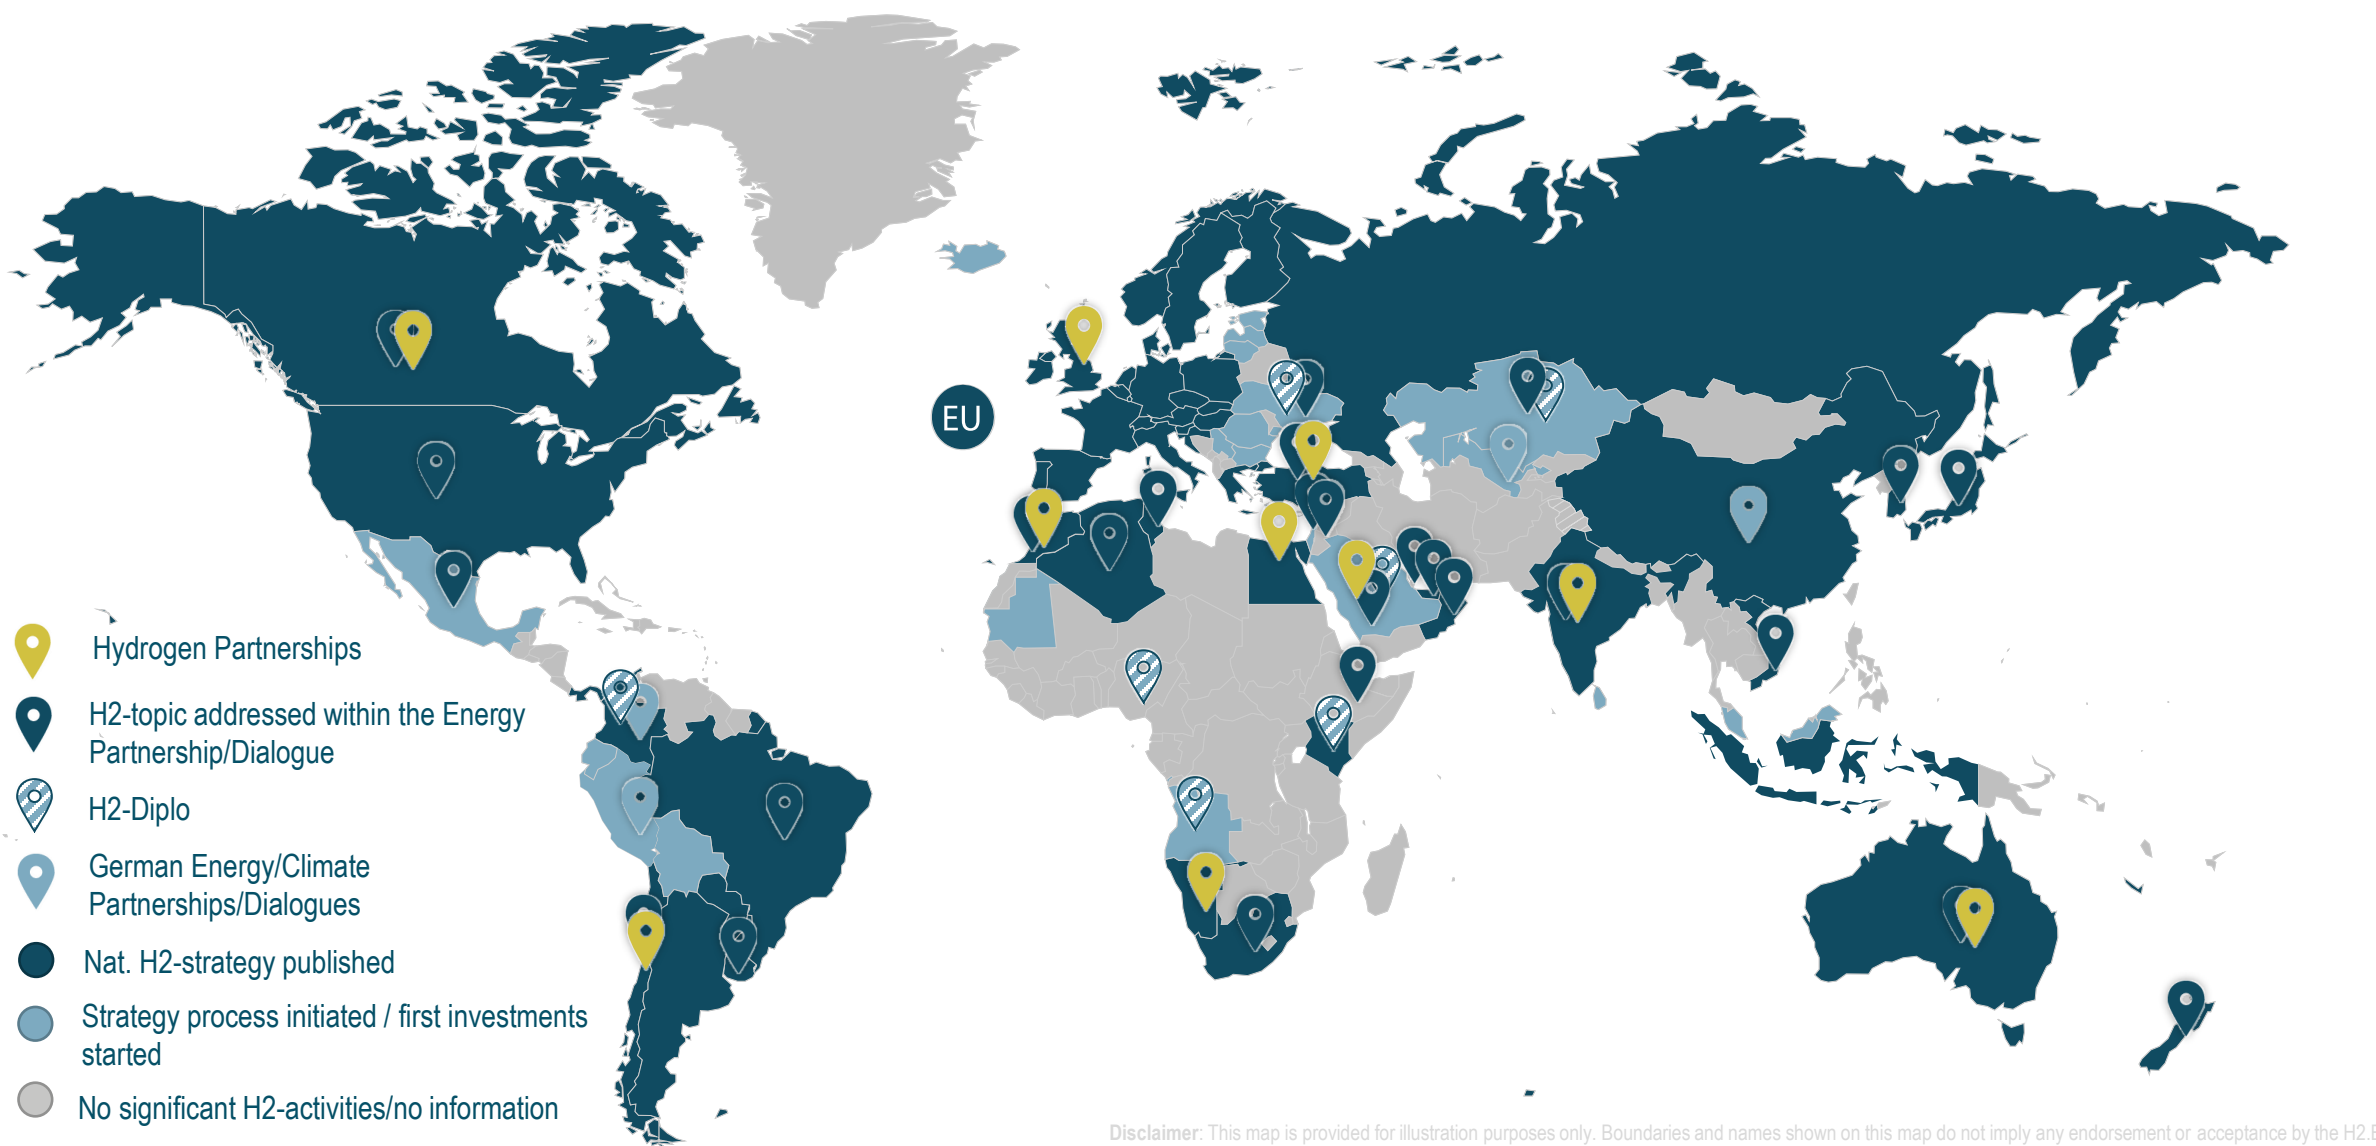 EU
Hydrogen Partnerships
H2-topic addressed within the Energy
Partnership/Dialogue
H2-Diplo
German Energy/Climate
Partnerships/Dialogues
Nat. H2-strategy published
Strategy process initiated / first investments
started
No significant H2-activities/no information
Disclaimer: This map is provided for illustration purposes only. Boundaries and names shown on this map do not imply any endorsement or acceptance by the H2.D